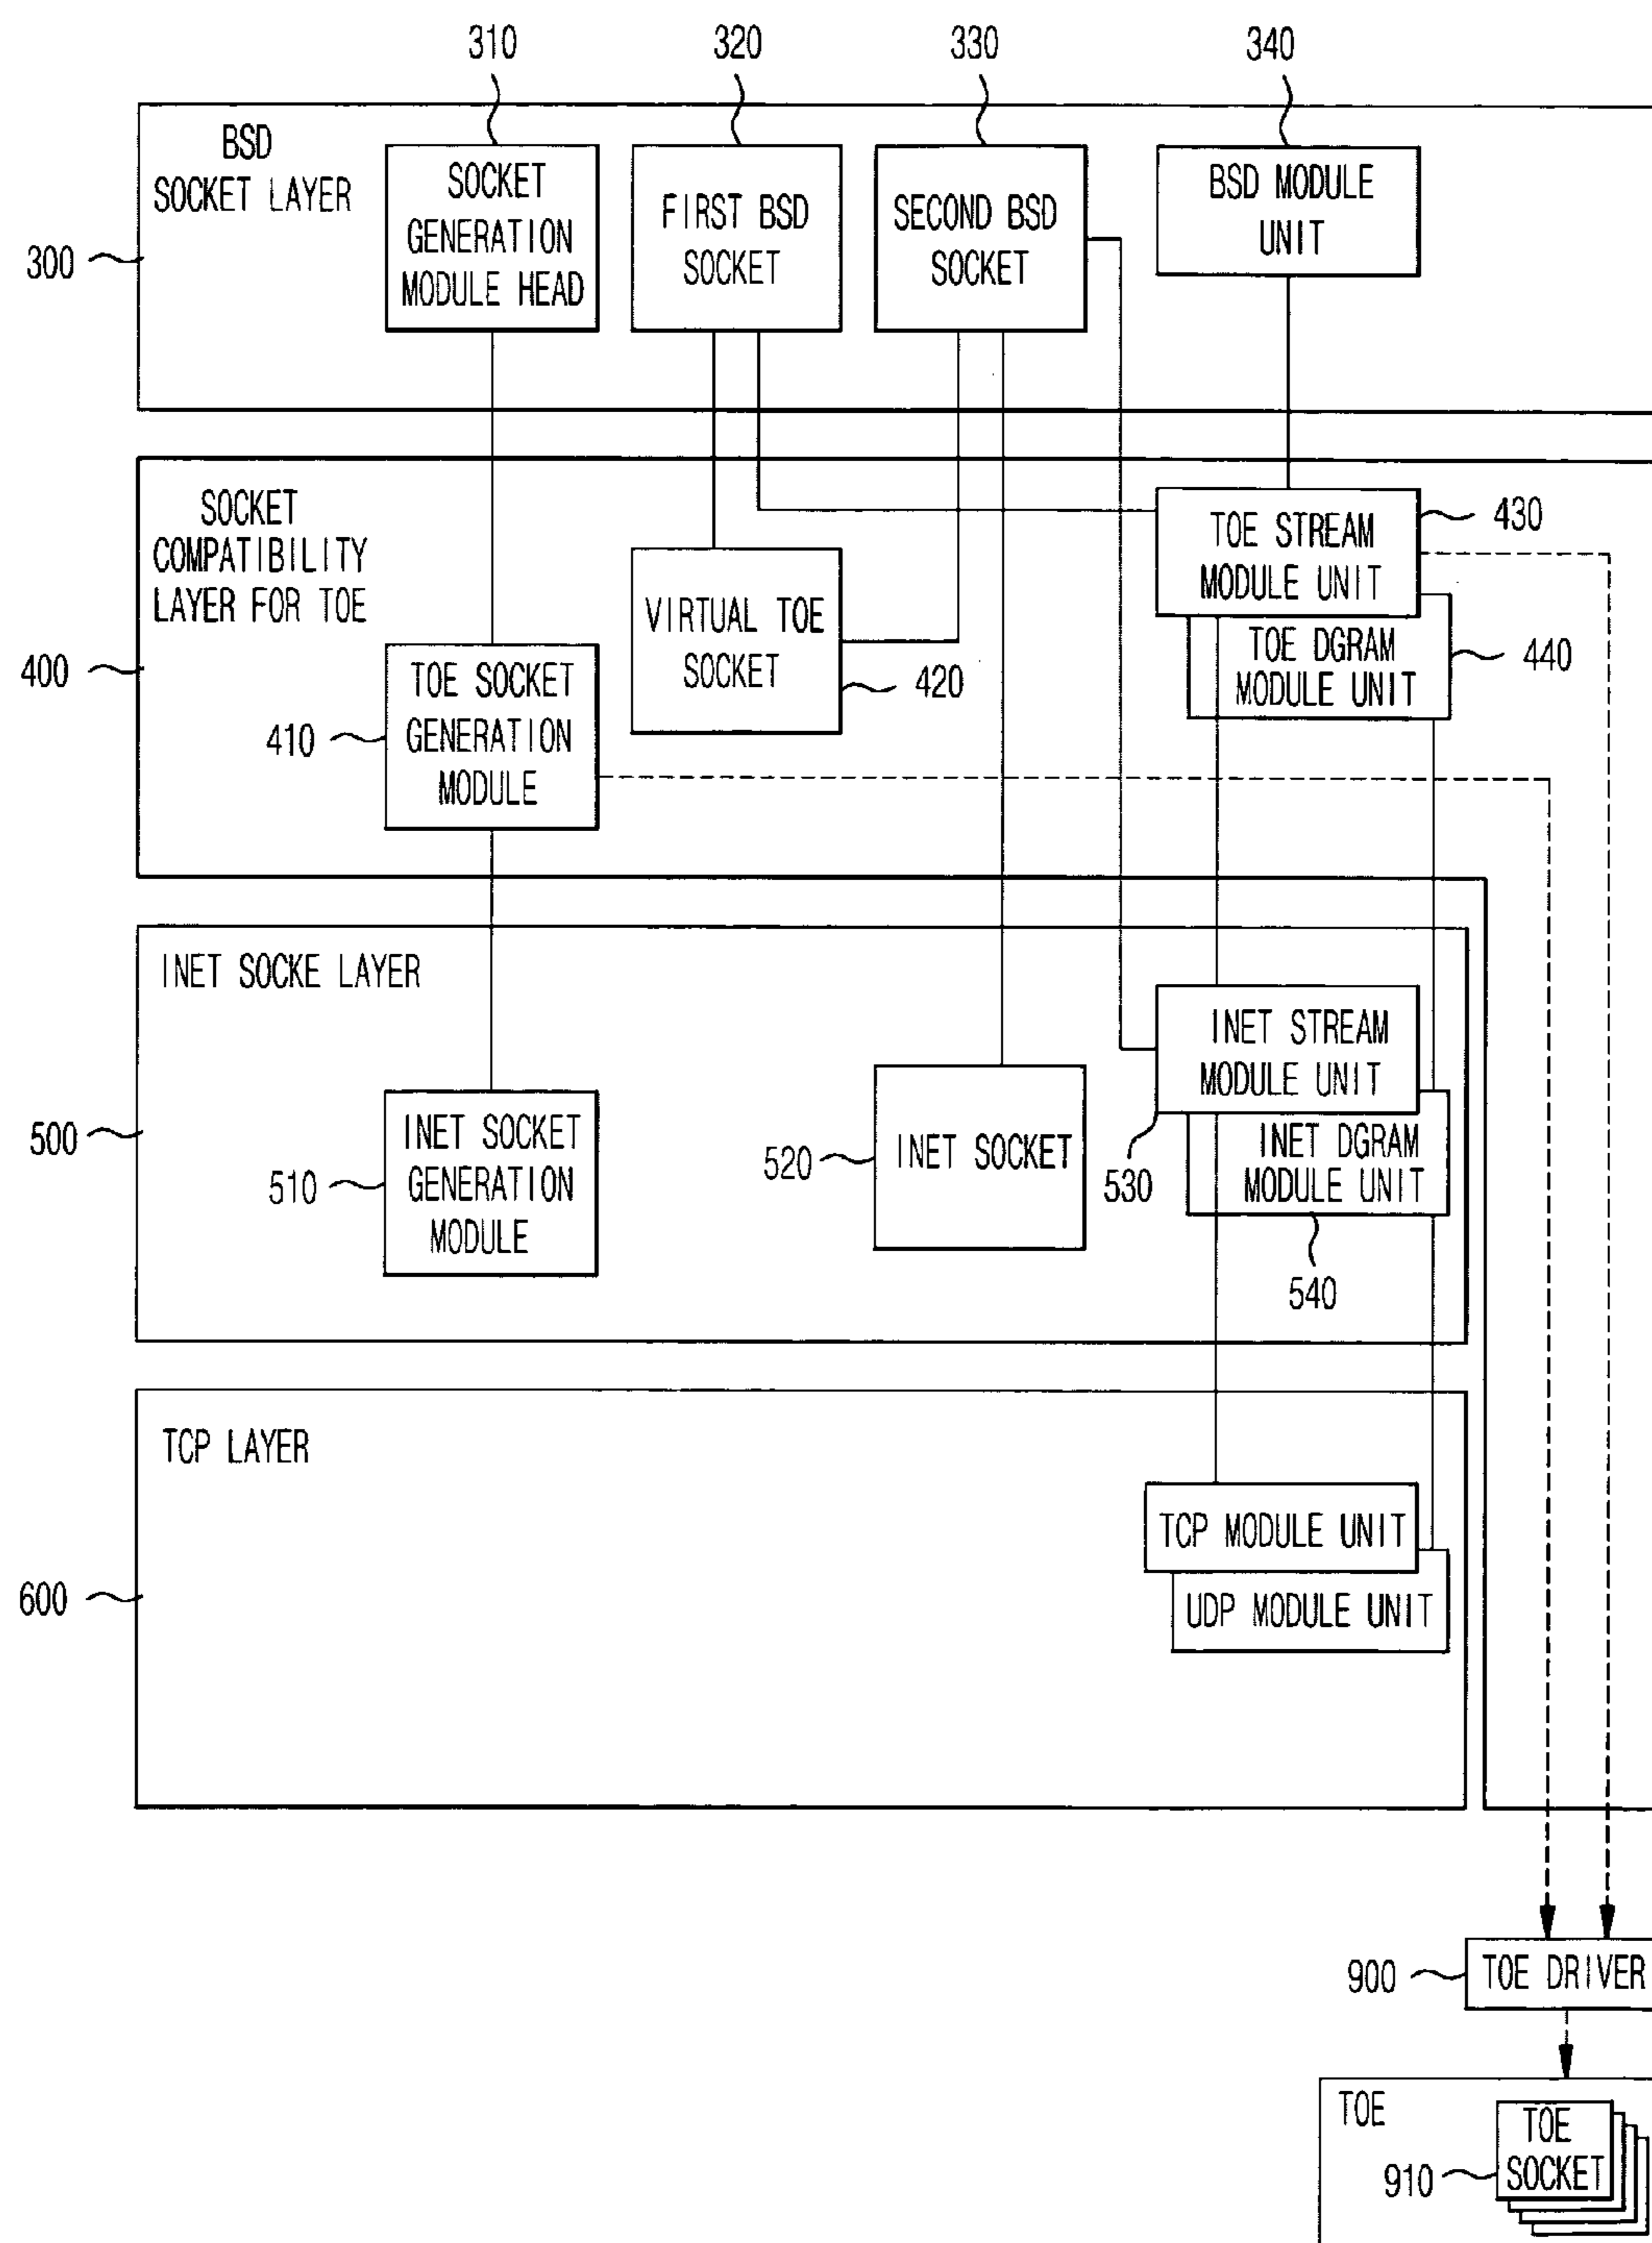 310
320
330
340
BSD
SOCKET LAYER
SOCKET
GENERATION
MODULE HEAD
FIRST BSD
SOCKET
SECOND BSD
SOCKET
BSD MODULE
UNIT
300
SOCKET
COMPATIBILITY
LAYER FOR TOE
TOE STREAM
MODULE UNIT
430
TOE DGRAM
MODULE UNIT
440
VIRTUAL TOE
SOCKET
420
400
TOE SOCKET
GENERATION
MODULE
410
INET SOCKE LAYER
INET STREAM
MODULE UNIT
530
INET DGRAM
MODULE UNIT
540
500
INET SOCKET
GENERATION
MODULE
510
INET SOCKET
520
TCP LAYER
TCP MODULE UNIT
UDP MODULE UNIT
600
900
TOE DRIVER
TOE
TOE
SOCKET
910